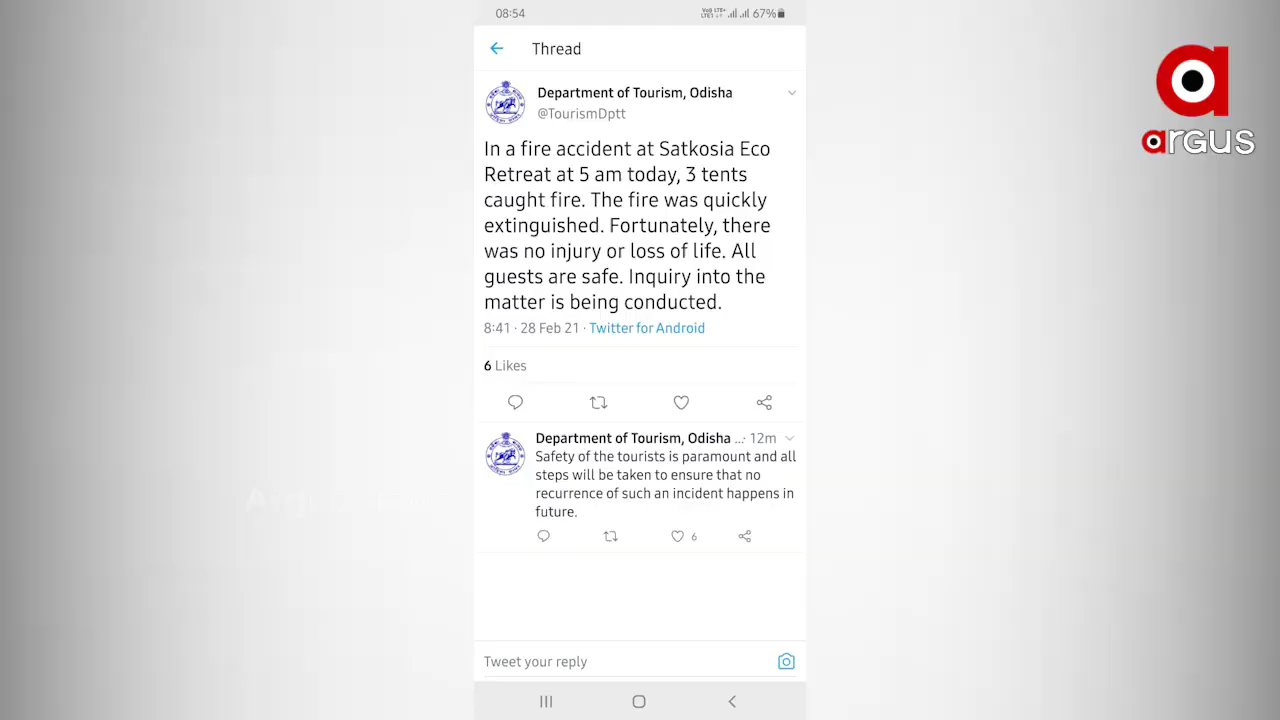 08:54
67%
Thread
Department of Tourism, Odisha
@TourismDptt
In a fire accident at Satkosia Eco
Retreat at 5 am today, 3 tents
caught fire. The fire was quickly
extinguished. Fortunately, there
was no injury or loss of life. All
guests are safe. Inquiry into the
matter is being conducted.
8:41 · 28 Feb 21 · Twitter for Android
6 Likes
Department of Tourism, Odisha ... · 12m
Safety of the tourists is paramount and all
steps will be taken to ensure that no
recurrence of such an incident happens in
future.
6
Tweet your reply
argus